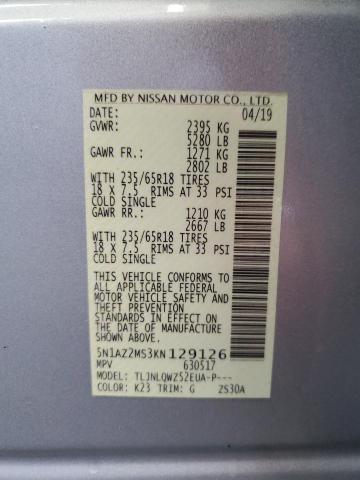 MFD BY NISSAN MOTOR CO., LTD.
DATE: 04/19
GVWR: 2395 KG
5280 LB
GAWR FR.: 1271 KG
2802 LB
WITH 235/65R18 TIRES
18 x 7.5 RIMS AT 33 PSI
COLD SINGLE
GAWR RR.: 1210 KG
2667 LB
WITH 235/65R18 TIRES
18 x 7.5 RIMS AT 33 PSI
COLD SINGLE
THIS VEHICLE CONFORMS TO
ALL APPLICABLE FEDERAL
MOTOR VEHICLE SAFETY
AND THEFT PREVENTION
STANDARDS IN EFFECT ON
THE DATE OF MANUFACTURE
SHOWN ABOVE.
5N1AZ2MS3KN129126
MPV 630517
TLJNLQWZ52EUA-P---
COLOR: K23 TRIM: G 2S30A